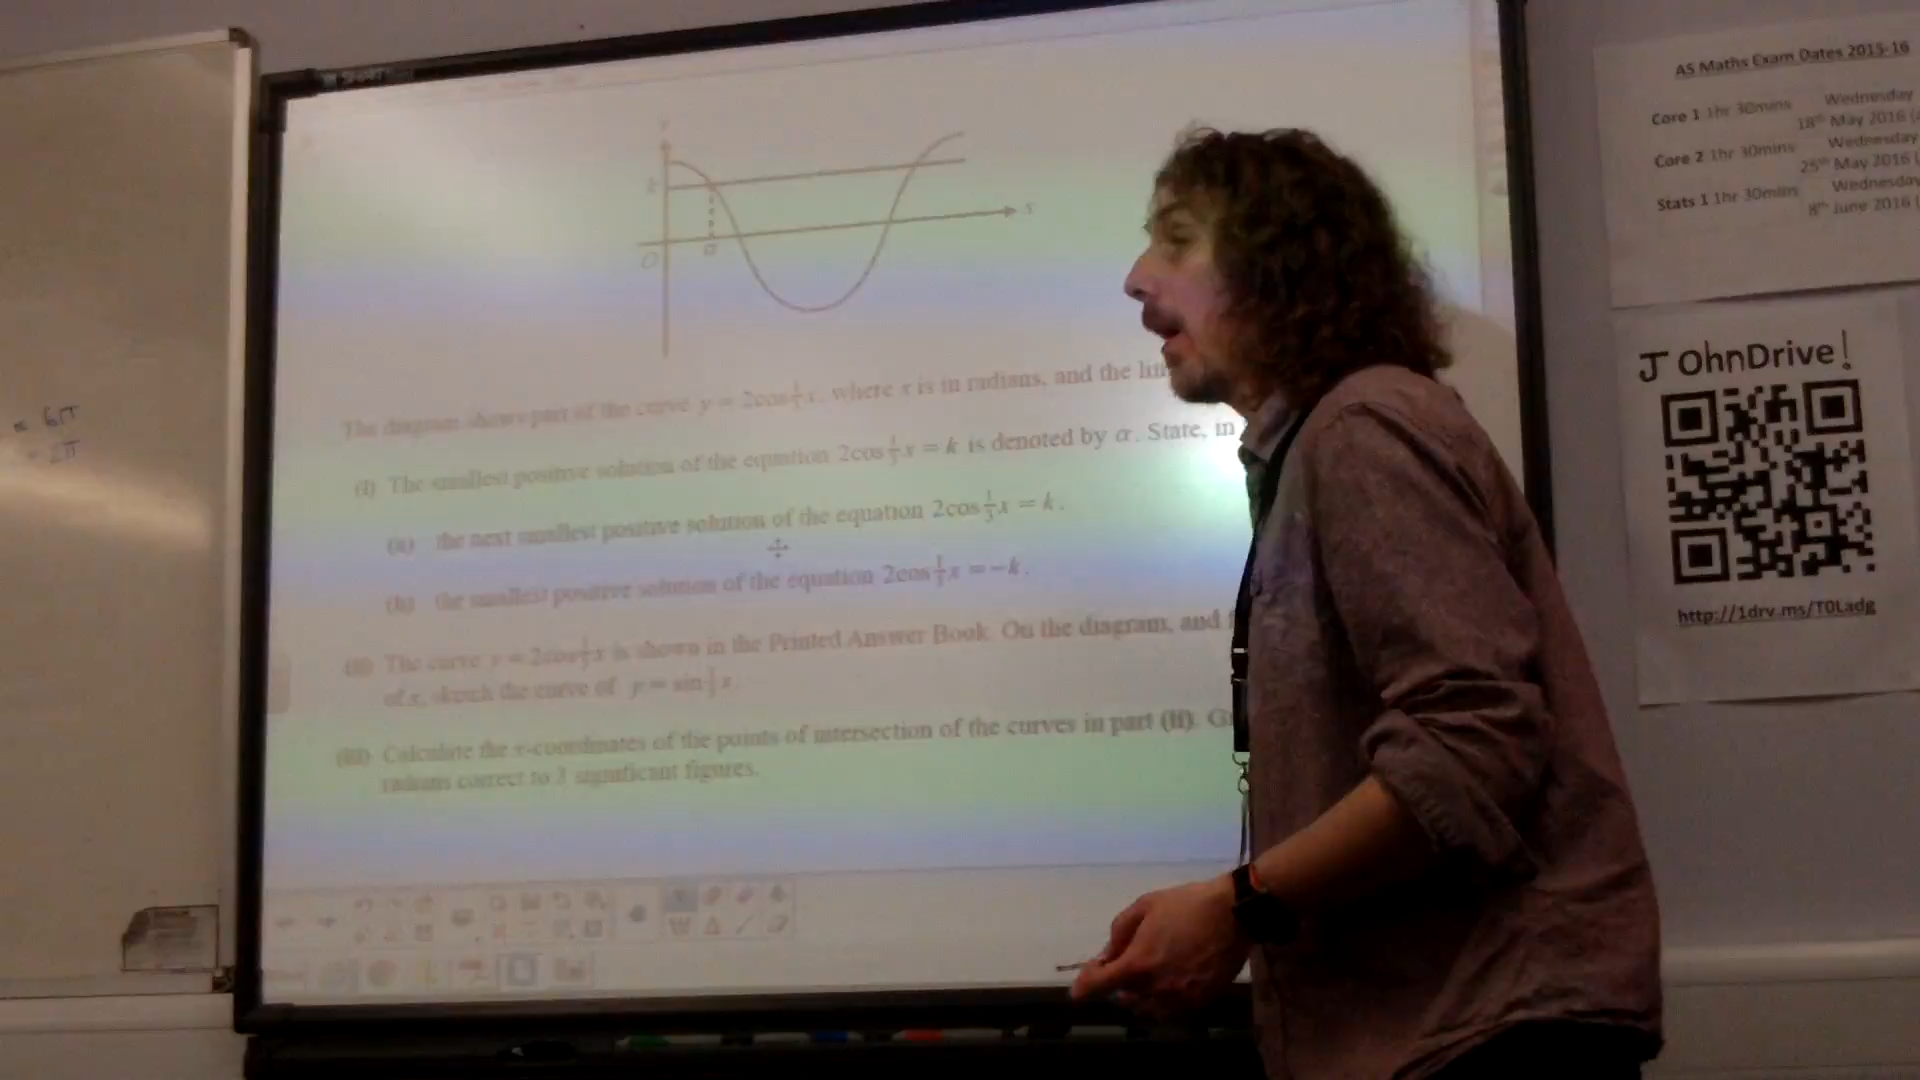 = 6π
= 2π
SMART
y
k
x
O
α
The diagram shows part of the curve y = 2cos⅓x, where x is in radians, and the lin
(i) The smallest positive solution of the equation 2cos⅓x = k is denoted by α. State, in
(a) the next smallest positive solution of the equation 2cos⅓x = k.
(b) the smallest positive solution of the equation 2cos⅓x = −k.
(ii) The curve y = 2cos⅓x is shown in the Printed Answer Book. On the diagram, and f
of x, sketch the curve of y = sin⅓x.
(iii) Calculate the x-coordinates of the points of intersection of the curves in part (ii). Gi
radians correct to 3 significant figures.
AS Maths Exam Dates 2015-16
Core 1 1hr 30mins Wednesday
18th May 2016 (
Core 2 1hr 30mins Wednesday
25th May 2016 (
Stats 1 1hr 30mins Wednesday
8th June 2016 (
JOhnDrive!
http://1drv.ms/T0Ladg